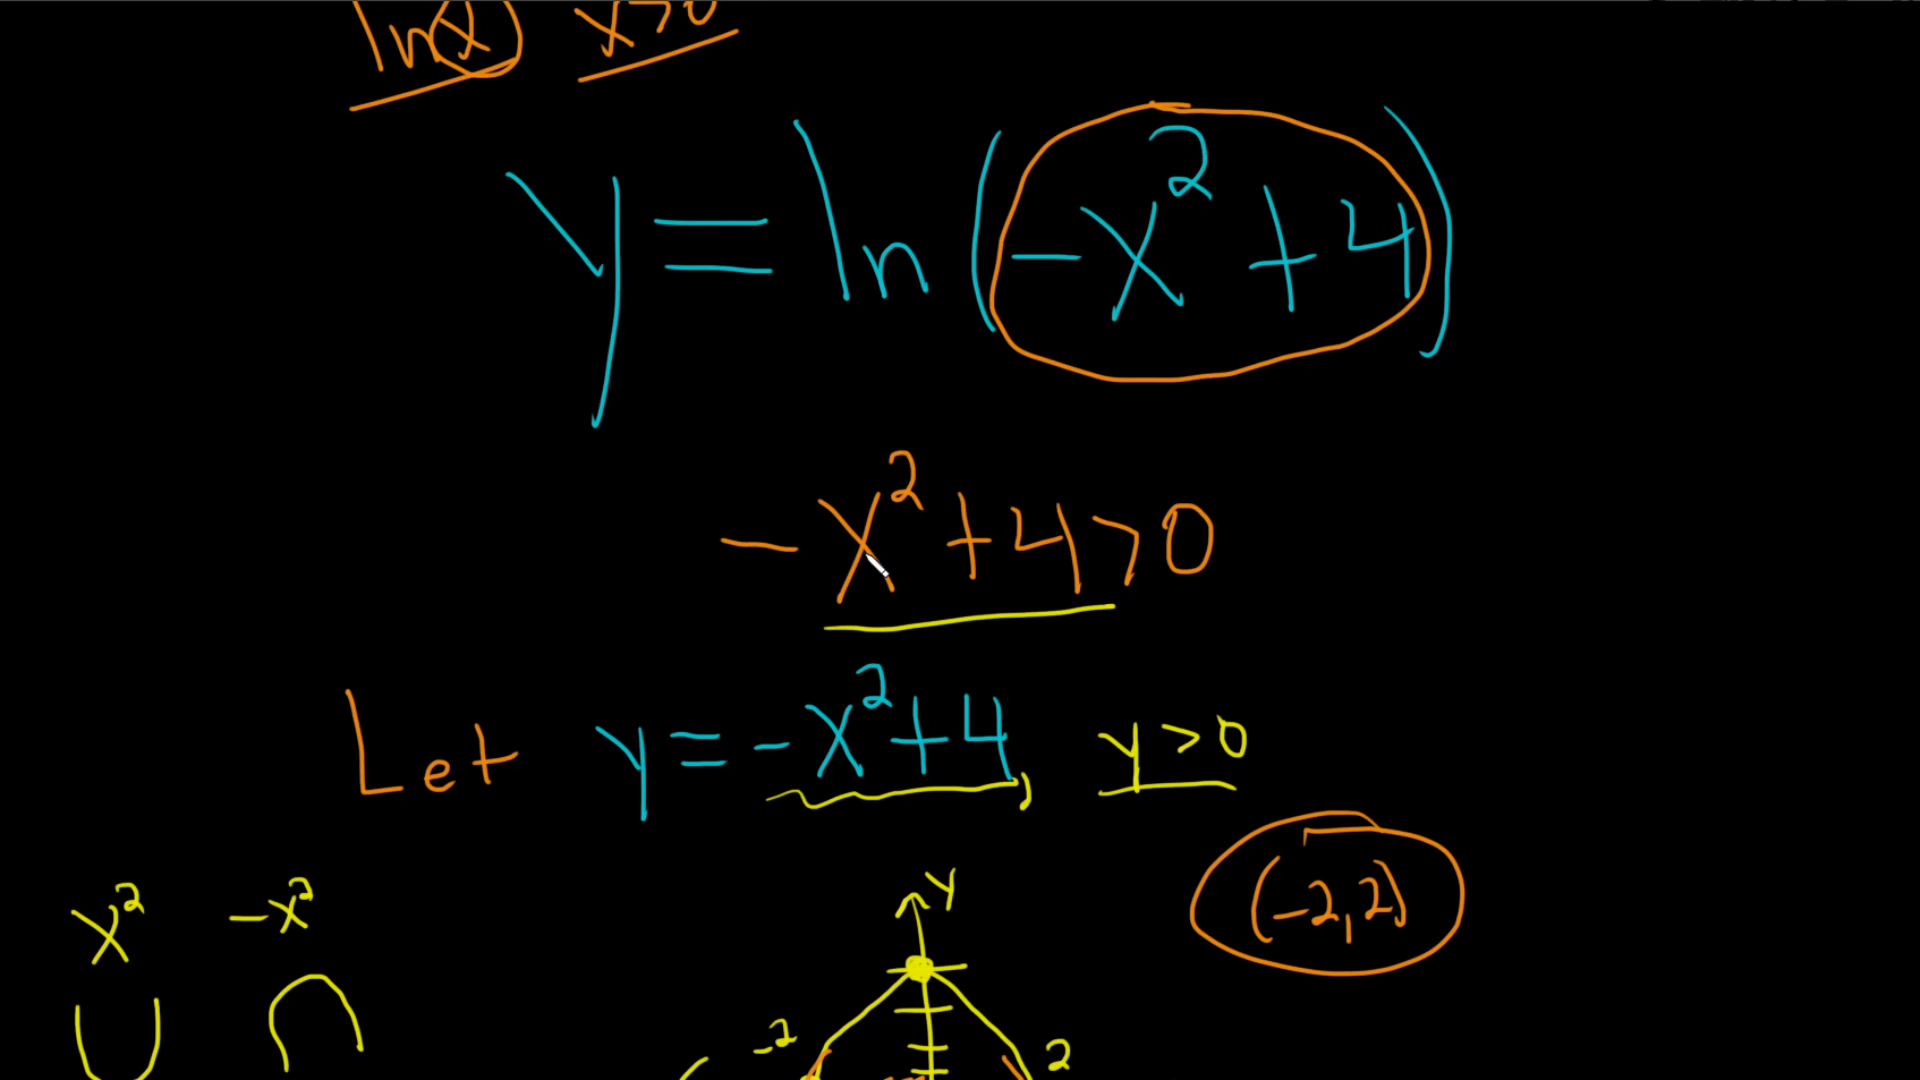 ln(x) x>0
y = ln(-x² + 4)
-x² + 4 > 0
Let y = -x² + 4, y > 0
(-2, 2)
x² -x²
y
-2 2